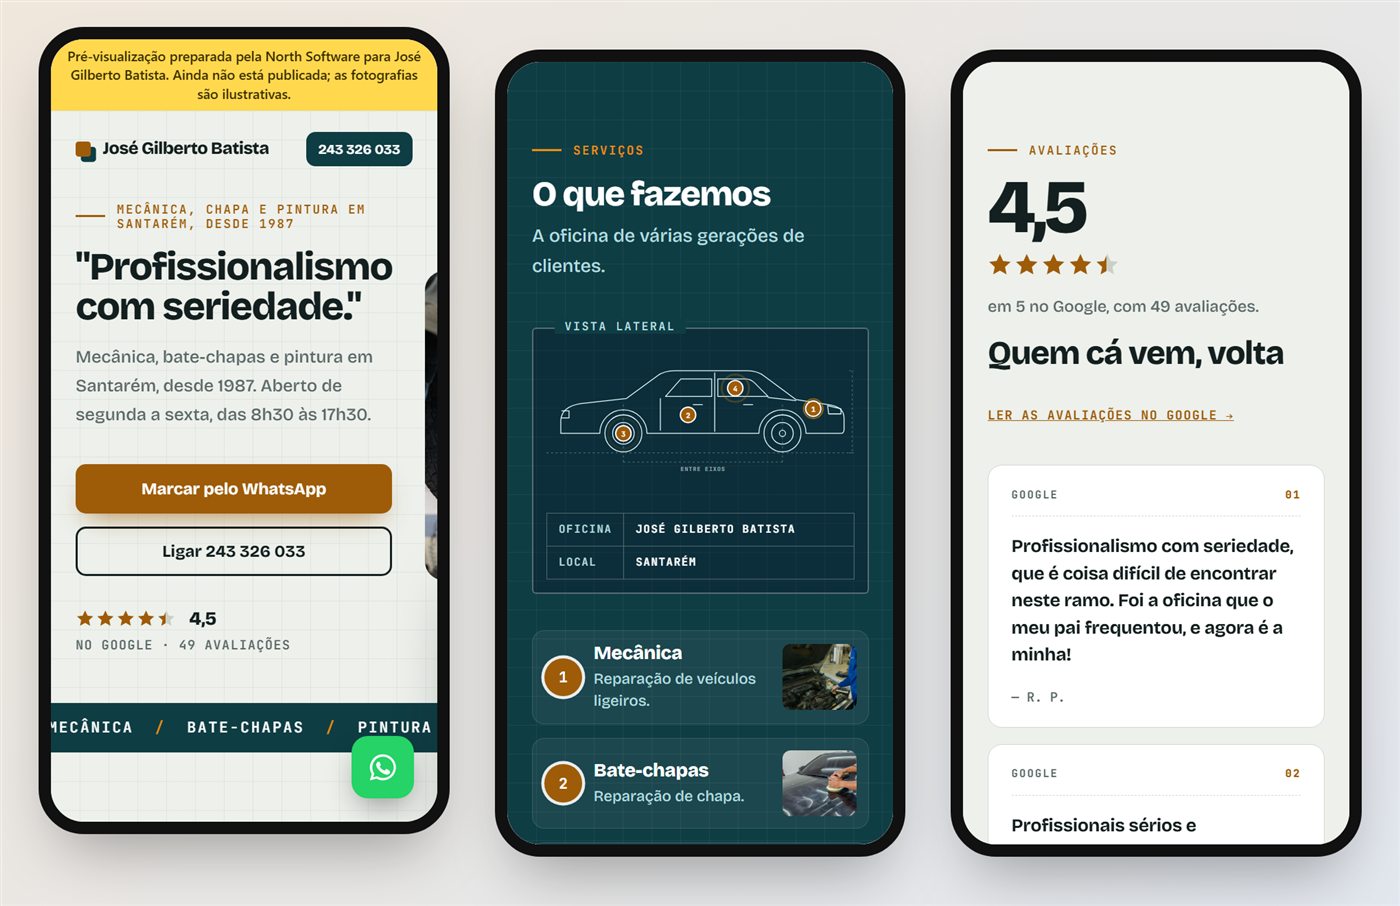 Pré-visualização preparada pela North Software para José
Gilberto Batista. Ainda não está publicada; as fotografias
são ilustrativas.
José Gilberto Batista
243 326 033
MECÂNICA, CHAPA E PINTURA EM
SANTARÉM, DESDE 1987
"Profissionalismo
com seriedade."
Mecânica, bate-chapas e pintura em
Santarém, desde 1987. Aberto de
segunda a sexta, das 8h30 às 17h30.
Marcar pelo WhatsApp
Ligar 243 326 033
4,5
NO GOOGLE · 49 AVALIAÇÕES
MECÂNICA / BATE-CHAPAS / PINTURA
SERVIÇOS
O que fazemos
A oficina de várias gerações de
clientes.
VISTA LATERAL
4
2
1
3
ENTRE EIXOS
OFICINA JOSÉ GILBERTO BATISTA
LOCAL SANTARÉM
1
Mecânica
Reparação de veículos
ligeiros.
2
Bate-chapas
Reparação de chapa.
AVALIAÇÕES
4,5
em 5 no Google, com 49 avaliações.
Quem cá vem, volta
LER AS AVALIAÇÕES NO GOOGLE →
GOOGLE 01
Profissionalismo com seriedade,
que é coisa difícil de encontrar
neste ramo. Foi a oficina que o
meu pai frequentou, e agora é a
minha!
— R. P.
GOOGLE 02
Profissionais sérios e